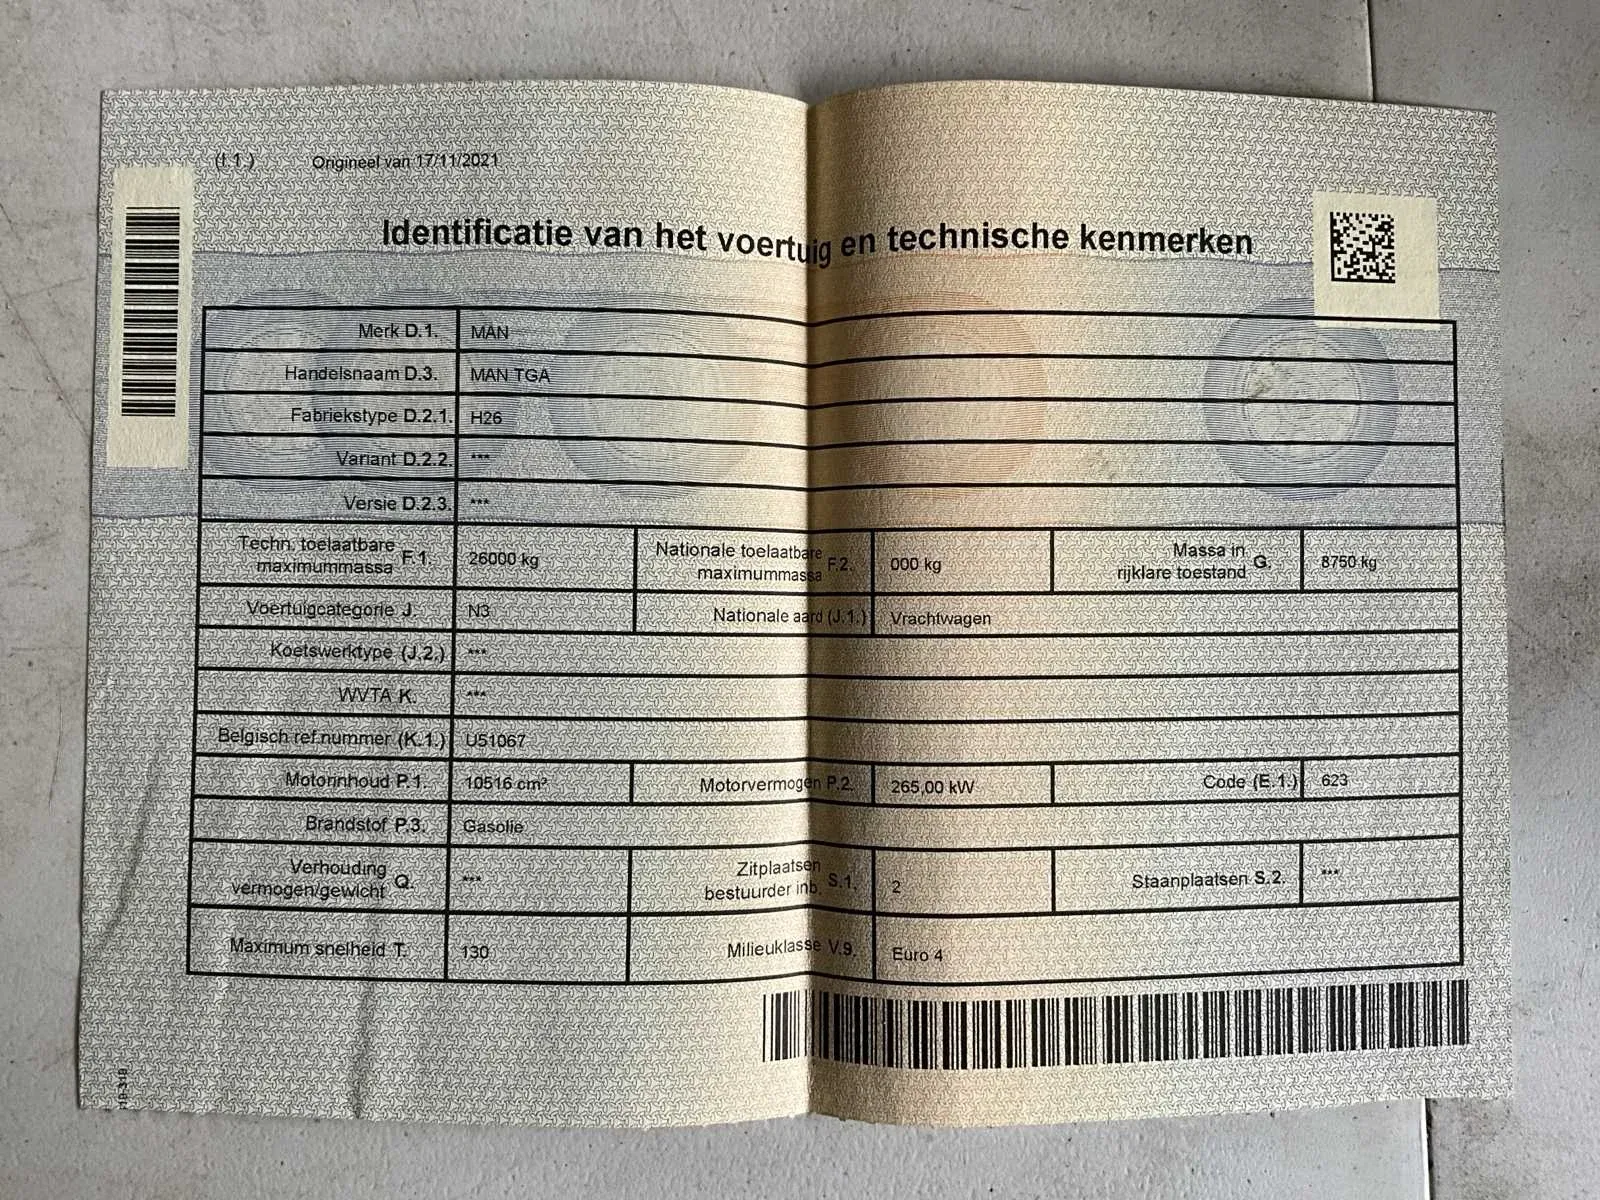 (I.1.) Origineel van 17/11/2021
Identificatie van het voertuig en technische kenmerken
Merk D.1. MAN
Handelsnaam D.3. MAN TGA
Fabriekstype D.2.1. H26
Variant D.2.2. ***
Versie D.2.3. ***
Techn. toelaatbare maximummassa F.1. 26000 kg Nationale toelaatbare maximummassa F.2. 000 kg Massa in rijklare toestand G. 8750 kg
Voertuigcategorie J. N3 Nationale aard (J.1.) Vrachtwagen
Koetswerktype (J.2.) ***
WVTA K. ***
Belgisch ref.nummer (K.1.) U51067
Motorinhoud P.1. 10516 cm³ Motorvermogen P.2. 265,00 kW Code (E.1.) 623
Brandstof P.3. Gasolie
Verhouding vermogen/gewicht Q. *** Zitplaatsen bestuurder inb. S.1. 2 Staanplaatsen S.2. ***
Maximum snelheid T. 130 Milieuklasse V.9. Euro 4
19-319